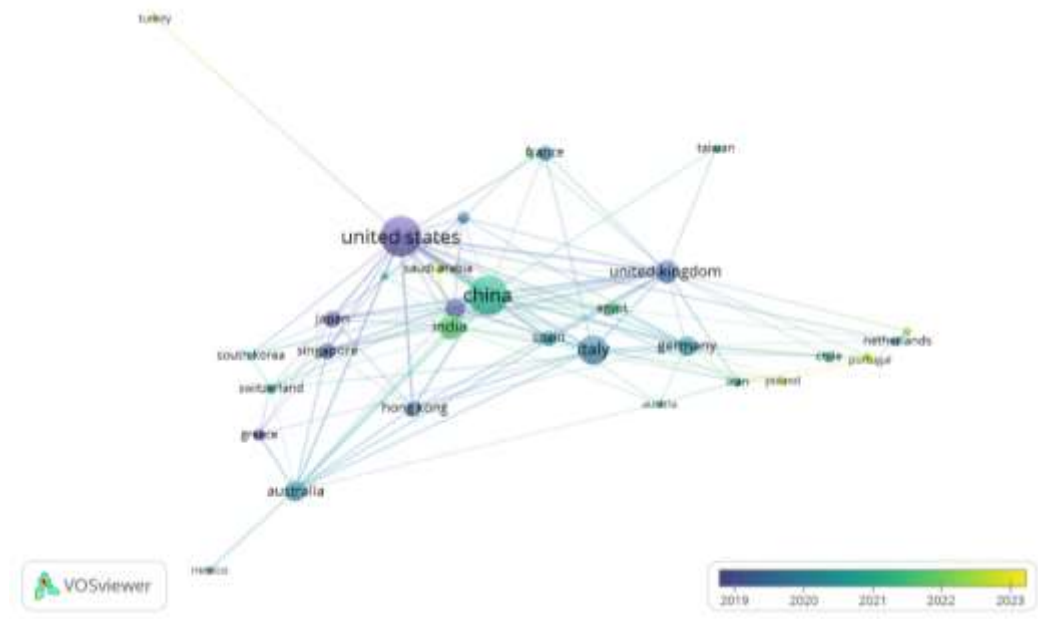 turkey
france
taiwan
united states
saudi arabia
united kingdom
china
egypt
japan
india
spain
netherlands
italy
germany
singapore
south korea
chile
portugal
iran
poland
switzerland
austria
hong kong
greece
australia
mexico
VOSviewer
2019 2020 2021 2022 2023